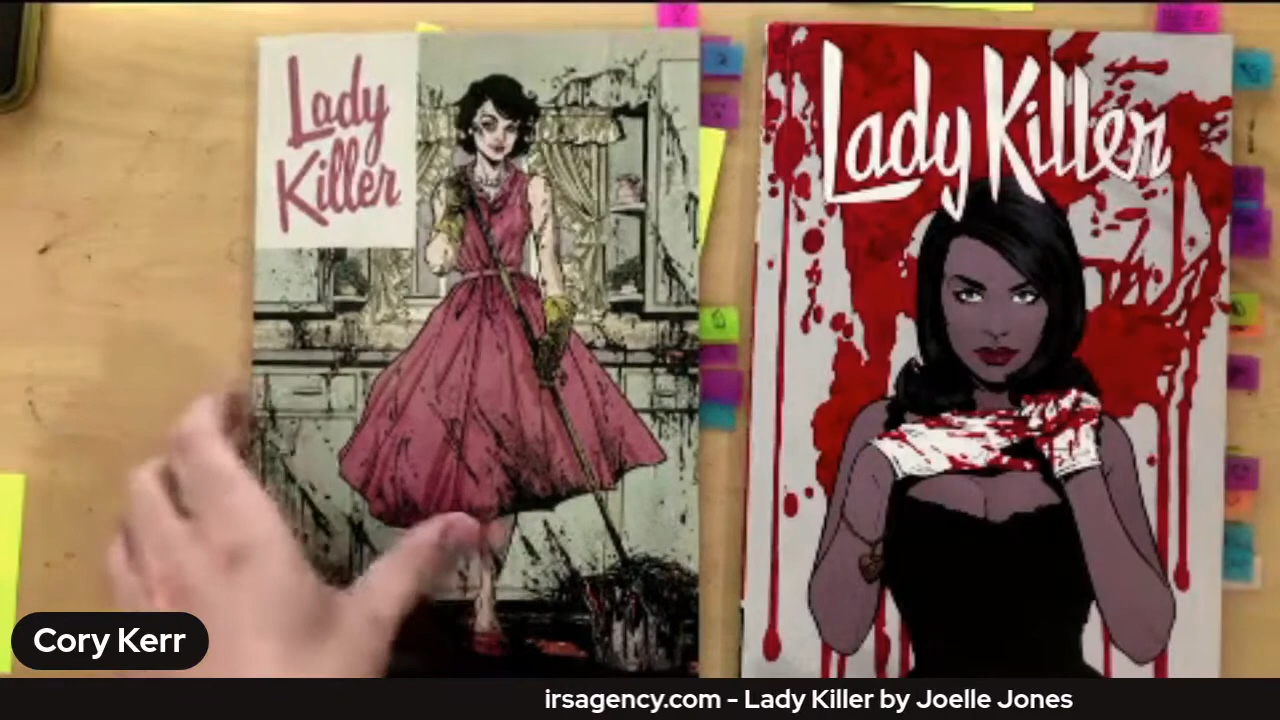 Lady
Killer
Lady Killer
Cory Kerr
irsagency.com - Lady Killer by Joelle Jones